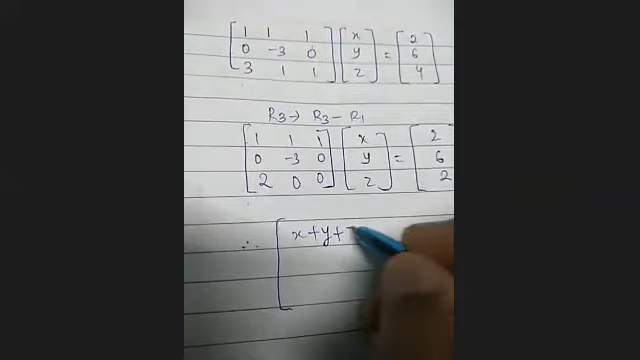 [1 1 1] [x] = [2]
[0 -3 0] [y] [6]
[3 1 1] [z] [4]
R3 → R3 - R1
[1 1 1] [x] = [2
[0 -3 0] [y] [6
[2 0 0] [z] [2
∴ [x+y+